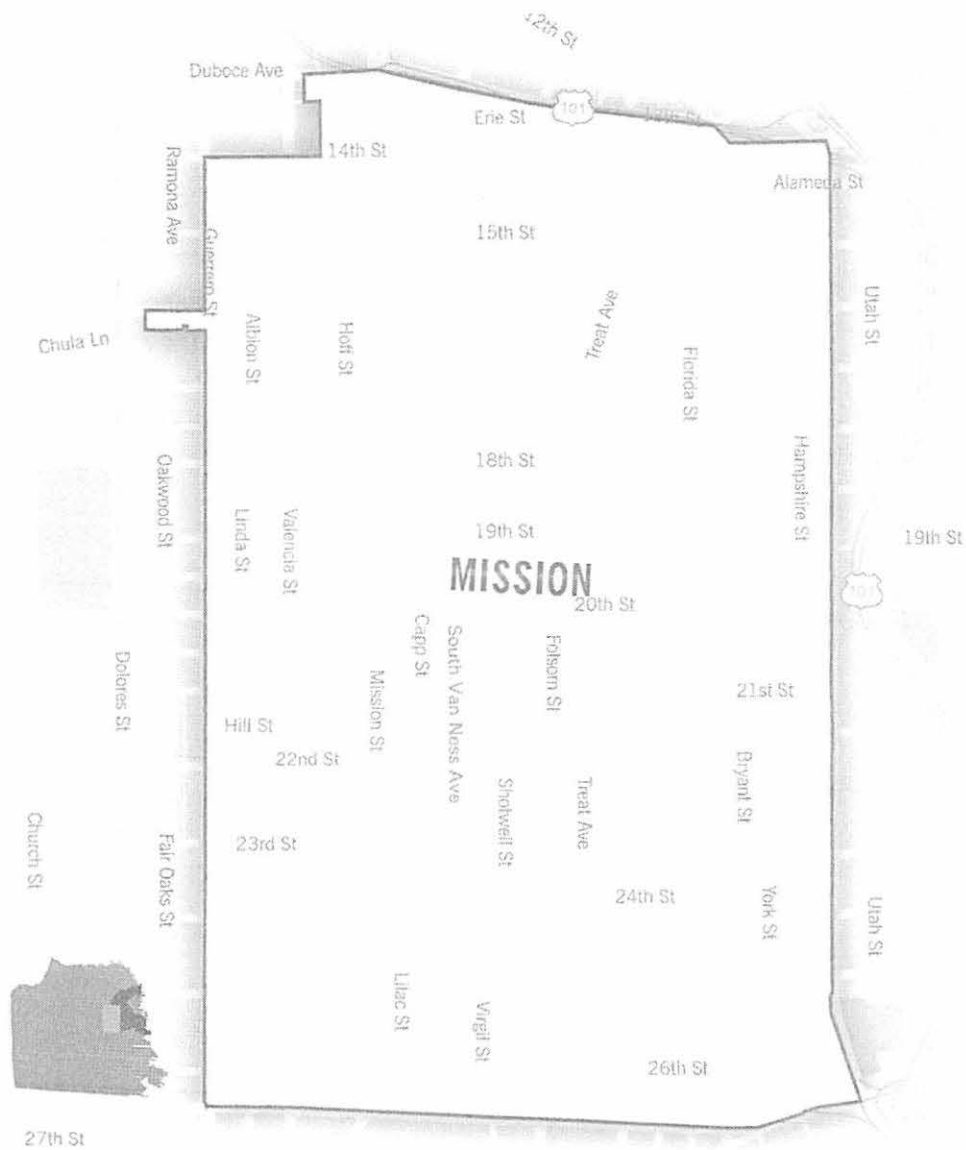 12th St
Duboce Ave
Erie St
101
14th St
Ramona Ave
Alameda St
15th St
Guerrero St
Utah St
Treat Ave
Chula Ln
Albion St
Hoff St
Florida St
18th St
Hampshire St
Oakwood St
Linda St
Valencia St
19th St
19th St
MISSION
101
20th St
Capp St
South Van Ness Ave
Folsom St
Dolores St
Mission St
21st St
Hill St
22nd St
Bryant St
Shotwell St
Treat Ave
Church St
Fair Oaks St
23rd St
24th St
York St
Utah St
Lilac St
Virgil St
26th St
27th St